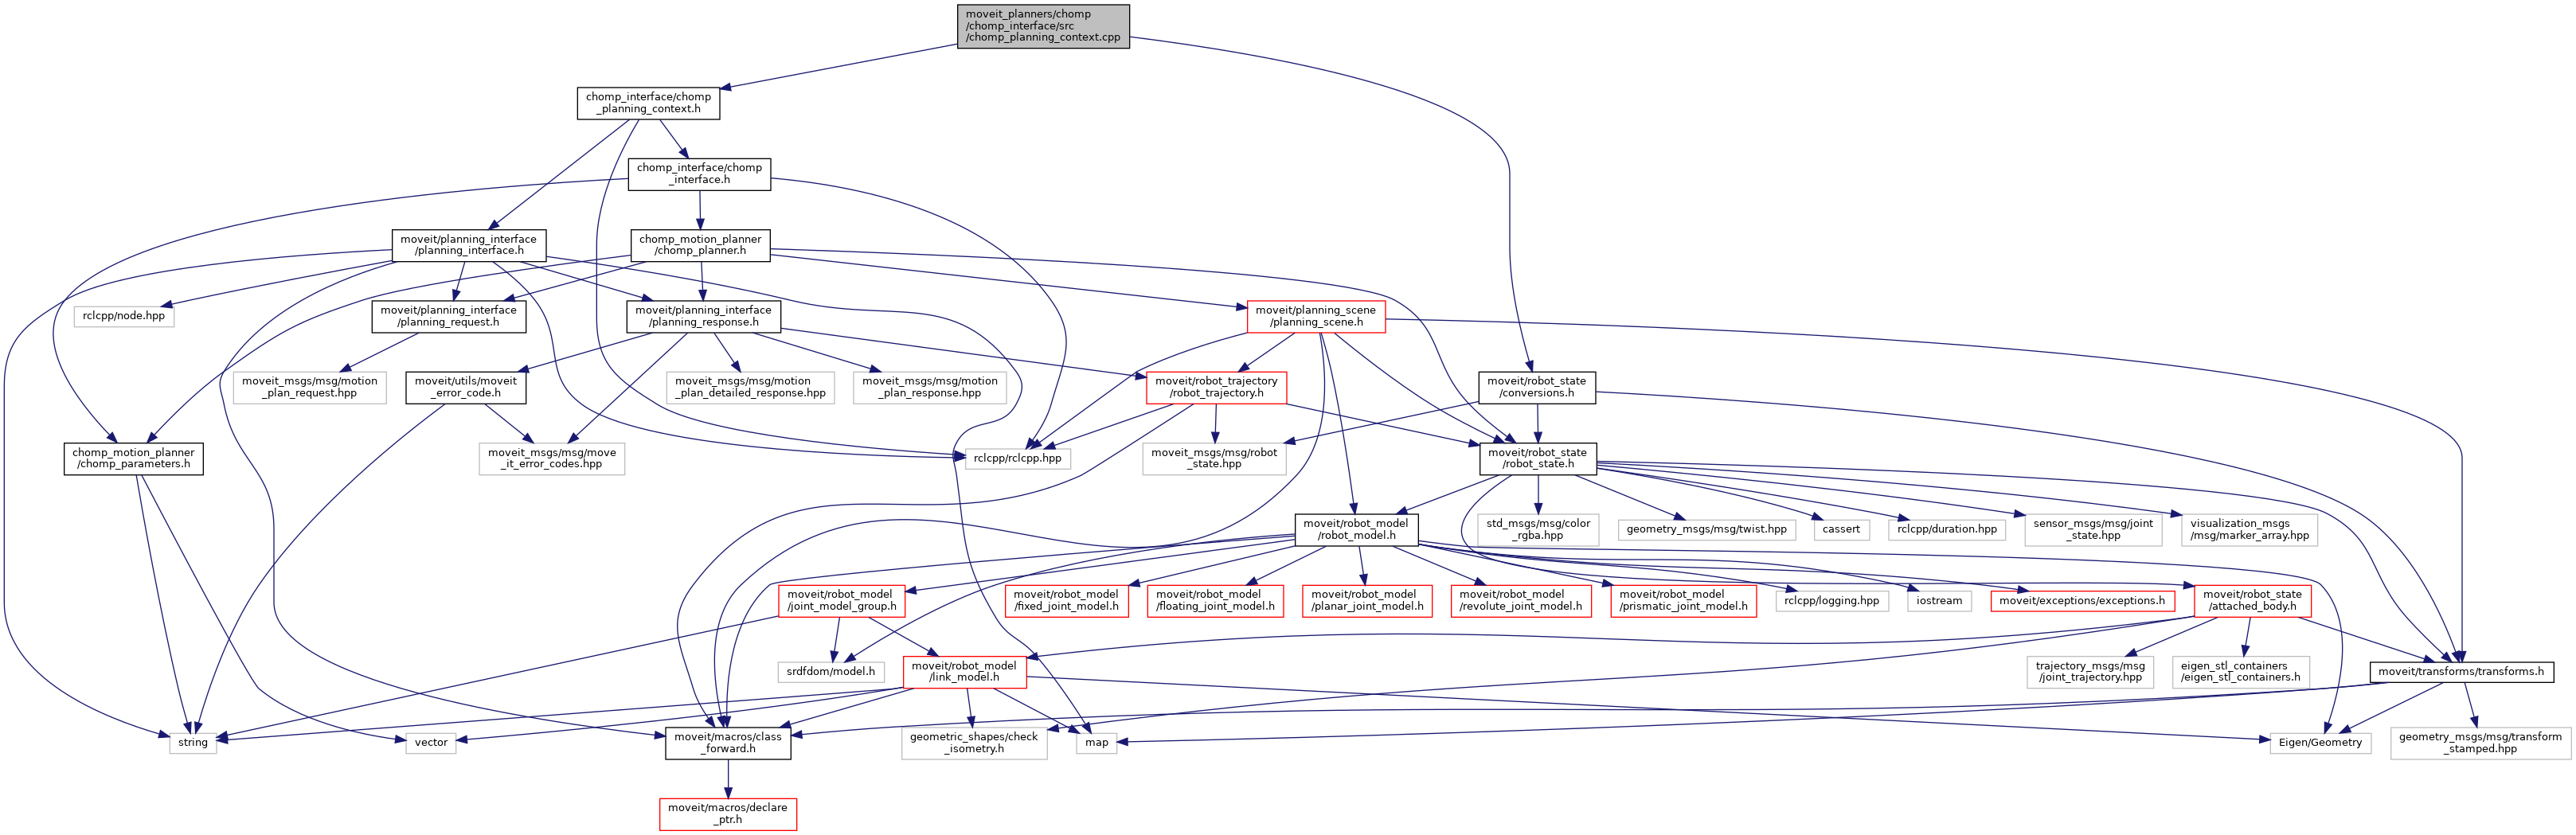 moveit_planners/chomp
/chomp_interface/src
/chomp_planning_context.cpp
chomp_interface/chomp
_planning_context.h
chomp_interface/chomp
_interface.h
moveit/planning_interface
/planning_interface.h
chomp_motion_planner
/chomp_planner.h
rclcpp/node.hpp
moveit/planning_interface
/planning_request.h
moveit/planning_interface
/planning_response.h
moveit/planning_scene
/planning_scene.h
moveit_msgs/msg/motion
_plan_request.hpp
moveit/utils/moveit
_error_code.h
moveit_msgs/msg/motion
_plan_detailed_response.hpp
moveit_msgs/msg/motion
_plan_response.hpp
moveit/robot_trajectory
/robot_trajectory.h
moveit/robot_state
/conversions.h
chomp_motion_planner
/chomp_parameters.h
moveit_msgs/msg/move
_it_error_codes.hpp
rclcpp/rclcpp.hpp
moveit_msgs/msg/robot
_state.hpp
moveit/robot_state
/robot_state.h
moveit/robot_model
/robot_model.h
std_msgs/msg/color
_rgba.hpp
geometry_msgs/msg/twist.hpp
cassert
rclcpp/duration.hpp
sensor_msgs/msg/joint
_state.hpp
visualization_msgs
/msg/marker_array.hpp
moveit/robot_model
/joint_model_group.h
moveit/robot_model
/fixed_joint_model.h
moveit/robot_model
/floating_joint_model.h
moveit/robot_model
/planar_joint_model.h
moveit/robot_model
/revolute_joint_model.h
moveit/robot_model
/prismatic_joint_model.h
rclcpp/logging.hpp
iostream
moveit/exceptions/exceptions.h
moveit/robot_state
/attached_body.h
srdfdom/model.h
moveit/robot_model
/link_model.h
trajectory_msgs/msg
/joint_trajectory.hpp
eigen_stl_containers
/eigen_stl_containers.h
moveit/transforms/transforms.h
string
vector
moveit/macros/class
_forward.h
geometric_shapes/check
_isometry.h
map
Eigen/Geometry
geometry_msgs/msg/transform
_stamped.hpp
moveit/macros/declare
_ptr.h